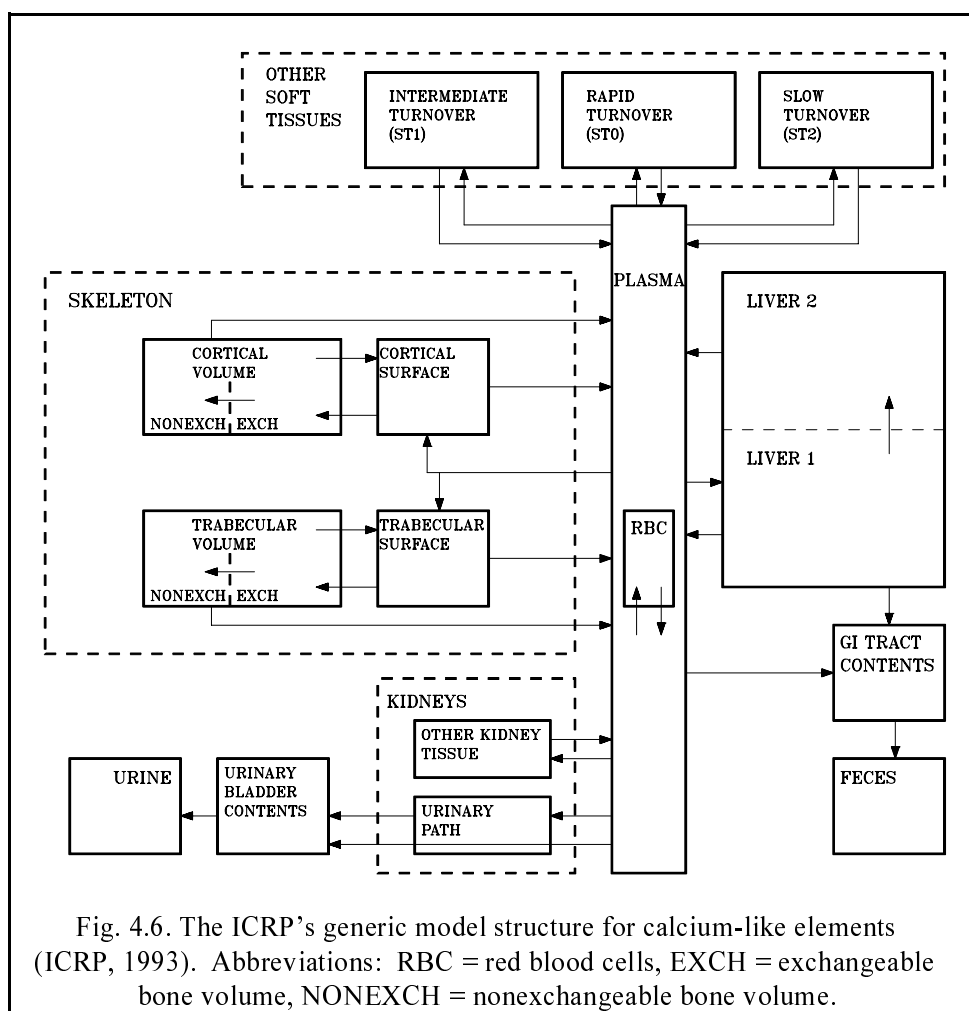 OTHER
SOFT
TISSUES
INTERMEDIATE
TURNOVER
(ST1)
RAPID
TURNOVER
(ST0)
SLOW
TURNOVER
(ST2)
PLASMA
SKELETON
CORTICAL
VOLUME
NONEXCH
EXCH
CORTICAL
SURFACE
TRABECULAR
VOLUME
NONEXCH
EXCH
TRABECULAR
SURFACE
RBC
LIVER 2
LIVER 1
GI TRACT
CONTENTS
FECES
KIDNEYS
OTHER KIDNEY
TISSUE
URINARY
PATH
URINARY
BLADDER
CONTENTS
URINE
Fig. 4.6. The ICRP's generic model structure for calcium-like elements
(ICRP, 1993). Abbreviations: RBC = red blood cells, EXCH = exchangeable
bone volume, NONEXCH = nonexchangeable bone volume.